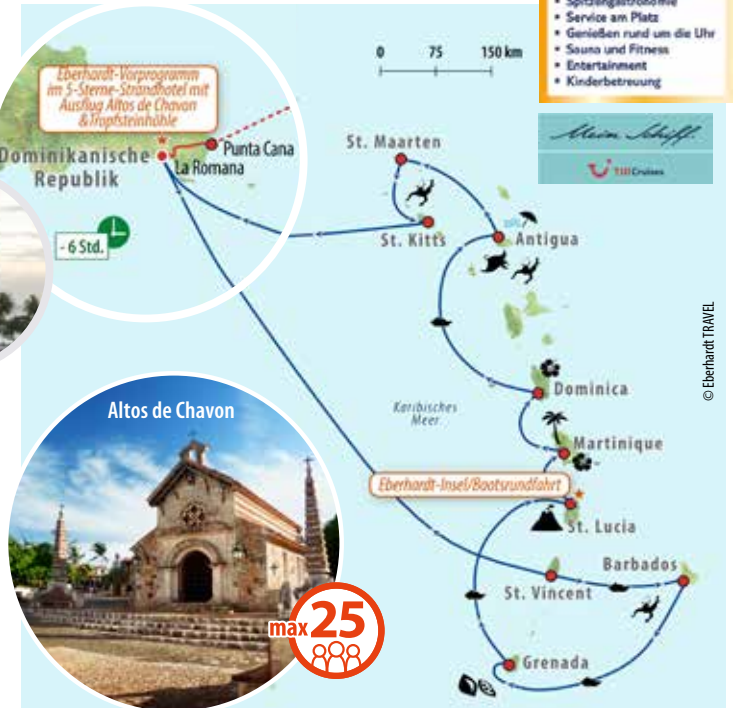 • Spitzengastronomie
• Service am Platz
• Genießen rund um die Uhr
• Sauna und Fitness
• Entertainment
• Kinderbetreuung
0 75 150 km
Mein Schiff.
TUI Cruises
Eberhardt-Vorprogramm
im 5-Sterne-Strandhotel mit
Ausflug Altos de Chavon
&Tropfsteinhöhle
Dominikanische
Republik
Punta Cana
La Romana
- 6 Std.
St. Maarten
St. Kitts
Antigua
© Eberhardt TRAVEL
Dominica
Karibisches
Meer
Martinique
Eberhardt-Insel/Bootsrundfahrt
St. Lucia
Barbados
St. Vincent
Grenada
Altos de Chavon
max 25